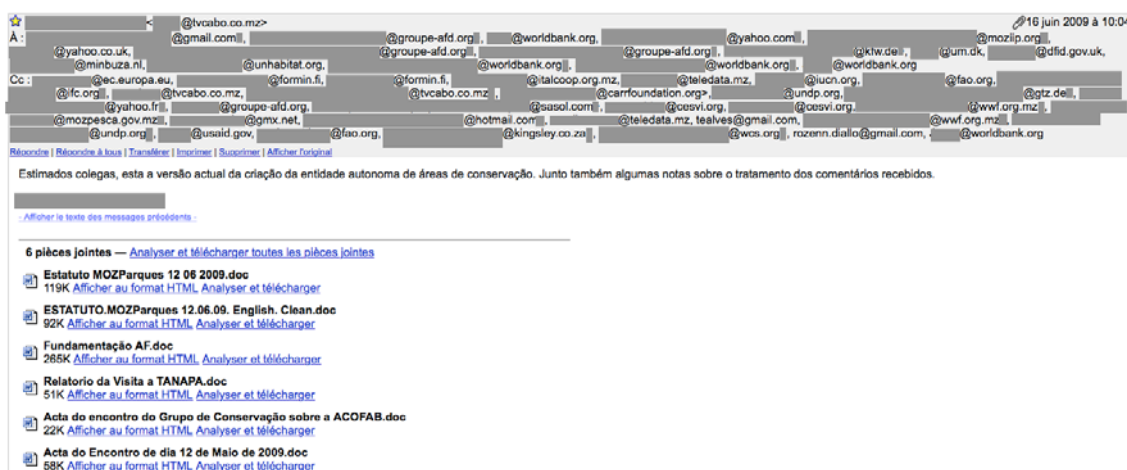 < @tvcabo.co.mz> 16 juin 2009 à 10:04
À : @gmail.com, @groupe-afd.org, @worldbank.org, @yahoo.com, @moziip.org,
@yahoo.co.uk, @groupe-afd.org, @groupe-afd.org, @kfw.de, @um.dk, @dfid.gov.uk,
@minbuza.nl, @unhabitat.org, @worldbank.org, @worldbank.org, @worldbank.org
Cc : @ec.europa.eu, @formin.fi, @formin.fi, @italcoop.org.mz, @teledata.mz, @iucn.org, @fao.org,
@ifc.org, @tvcabo.co.mz, @tvcabo.co.mz, @carrfoundation.org>, @undp.org, @gtz.de,
@yahoo.fr, @groupe-afd.org, @sasol.com, @cesvi.org, @cesvi.org, @wwf.org.mz,
@mozpesca.gov.mz, @gmx.net, @hotmail.com, @teledata.mz, tealves@gmail.com, @wwf.org.mz,
@undp.org, @usaid.gov, @fao.org, @kingsley.co.za, @wcs.org, rozenn.diallo@gmail.com, @worldbank.org
Répondre | Répondre à tous | Transférer | Imprimer | Supprimer | Afficher l'original
Estimados colegas, esta a versão actual da criação da entidade autonoma de áreas de conservação. Junto também algumas notas sobre o tratamento dos comentários recebidos.
- Afficher le texte des messages précédents -
6 pièces jointes — Analyser et télécharger toutes les pièces jointes
Estatuto MOZParques 12 06 2009.doc
119K Afficher au format HTML Analyser et télécharger
ESTATUTO.MOZParques 12.06.09. English. Clean.doc
92K Afficher au format HTML Analyser et télécharger
Fundamentação AF.doc
265K Afficher au format HTML Analyser et télécharger
Relatorio da Visita a TANAPA.doc
51K Afficher au format HTML Analyser et télécharger
Acta do encontro do Grupo de Conservação sobre a ACOFAB.doc
22K Afficher au format HTML Analyser et télécharger
Acta do Encontro de dia 12 de Maio de 2009.doc
58K Afficher au format HTML Analyser et télécharger